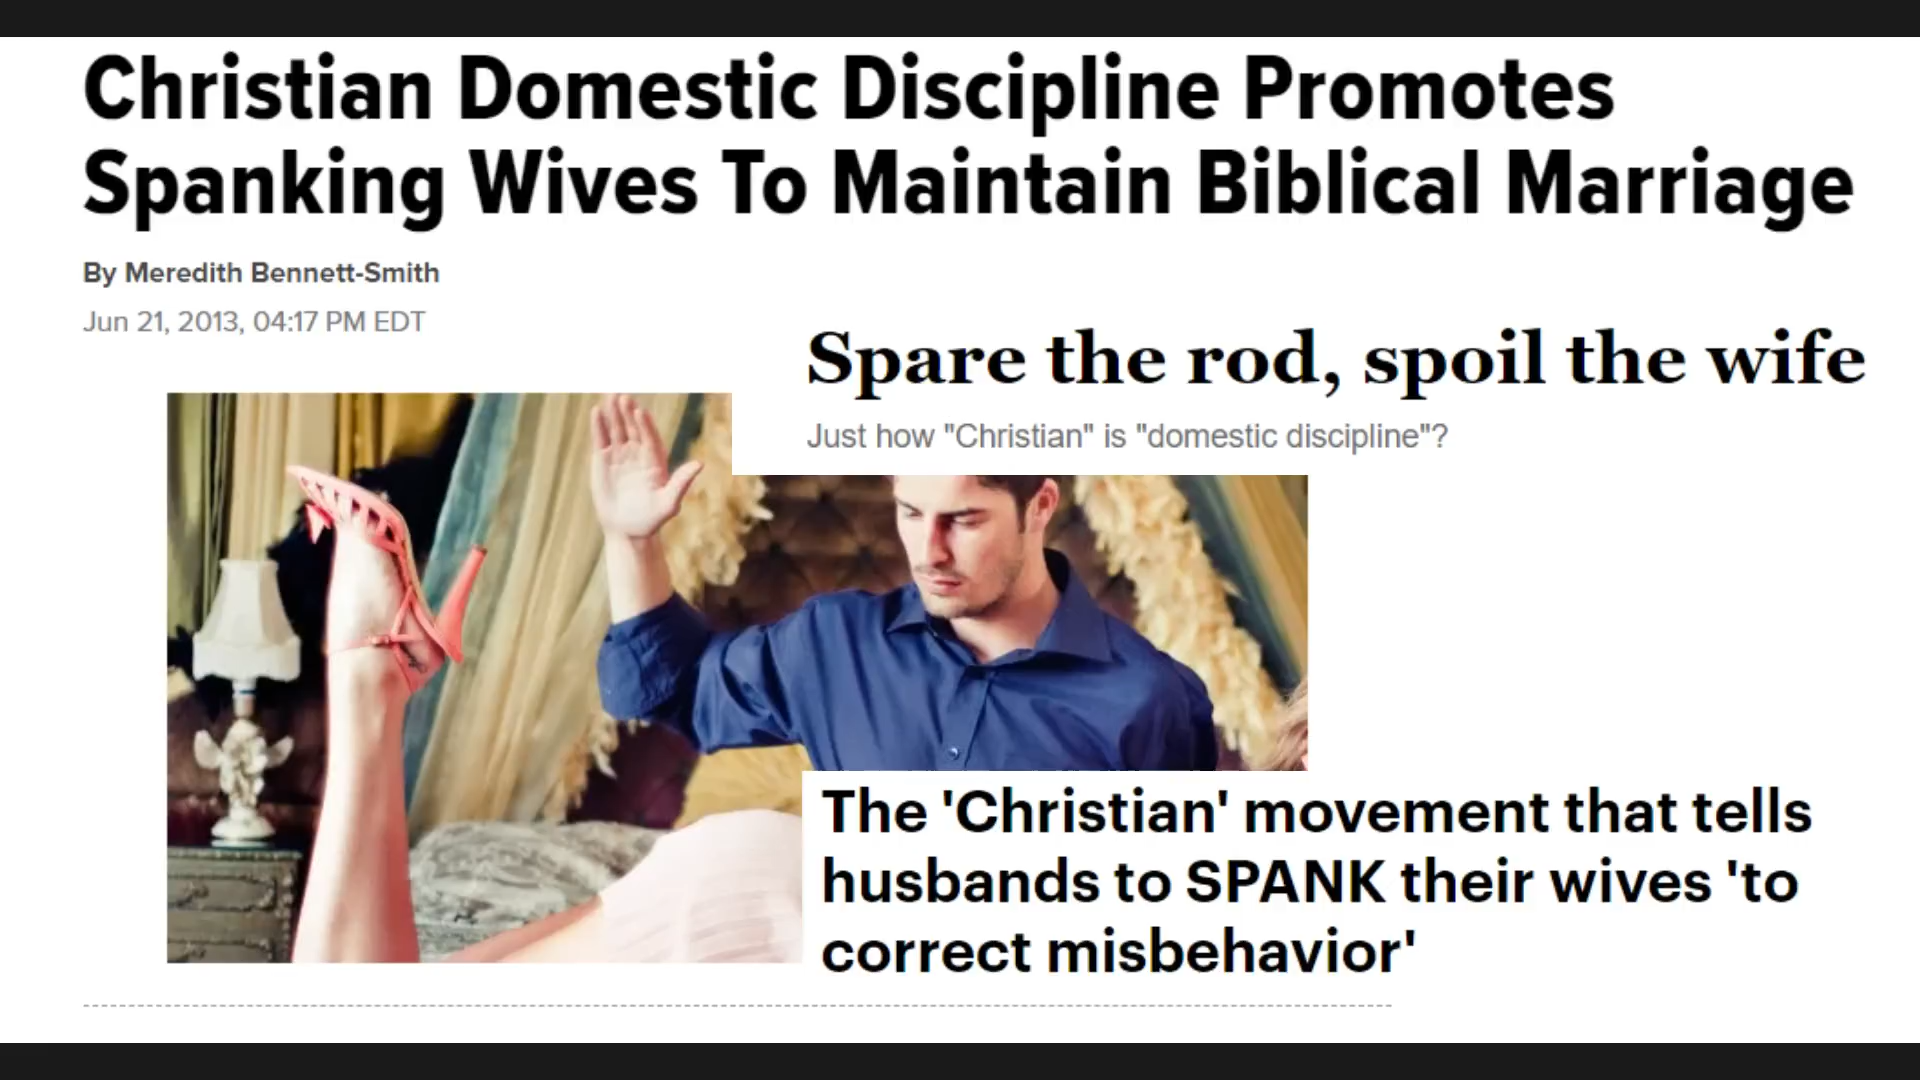 Christian Domestic Discipline Promotes
Spanking Wives To Maintain Biblical Marriage
By Meredith Bennett-Smith
Jun 21, 2013, 04:17 PM EDT
Spare the rod, spoil the wife
Just how "Christian" is "domestic discipline"?
The 'Christian' movement that tells
husbands to SPANK their wives 'to
correct misbehavior'